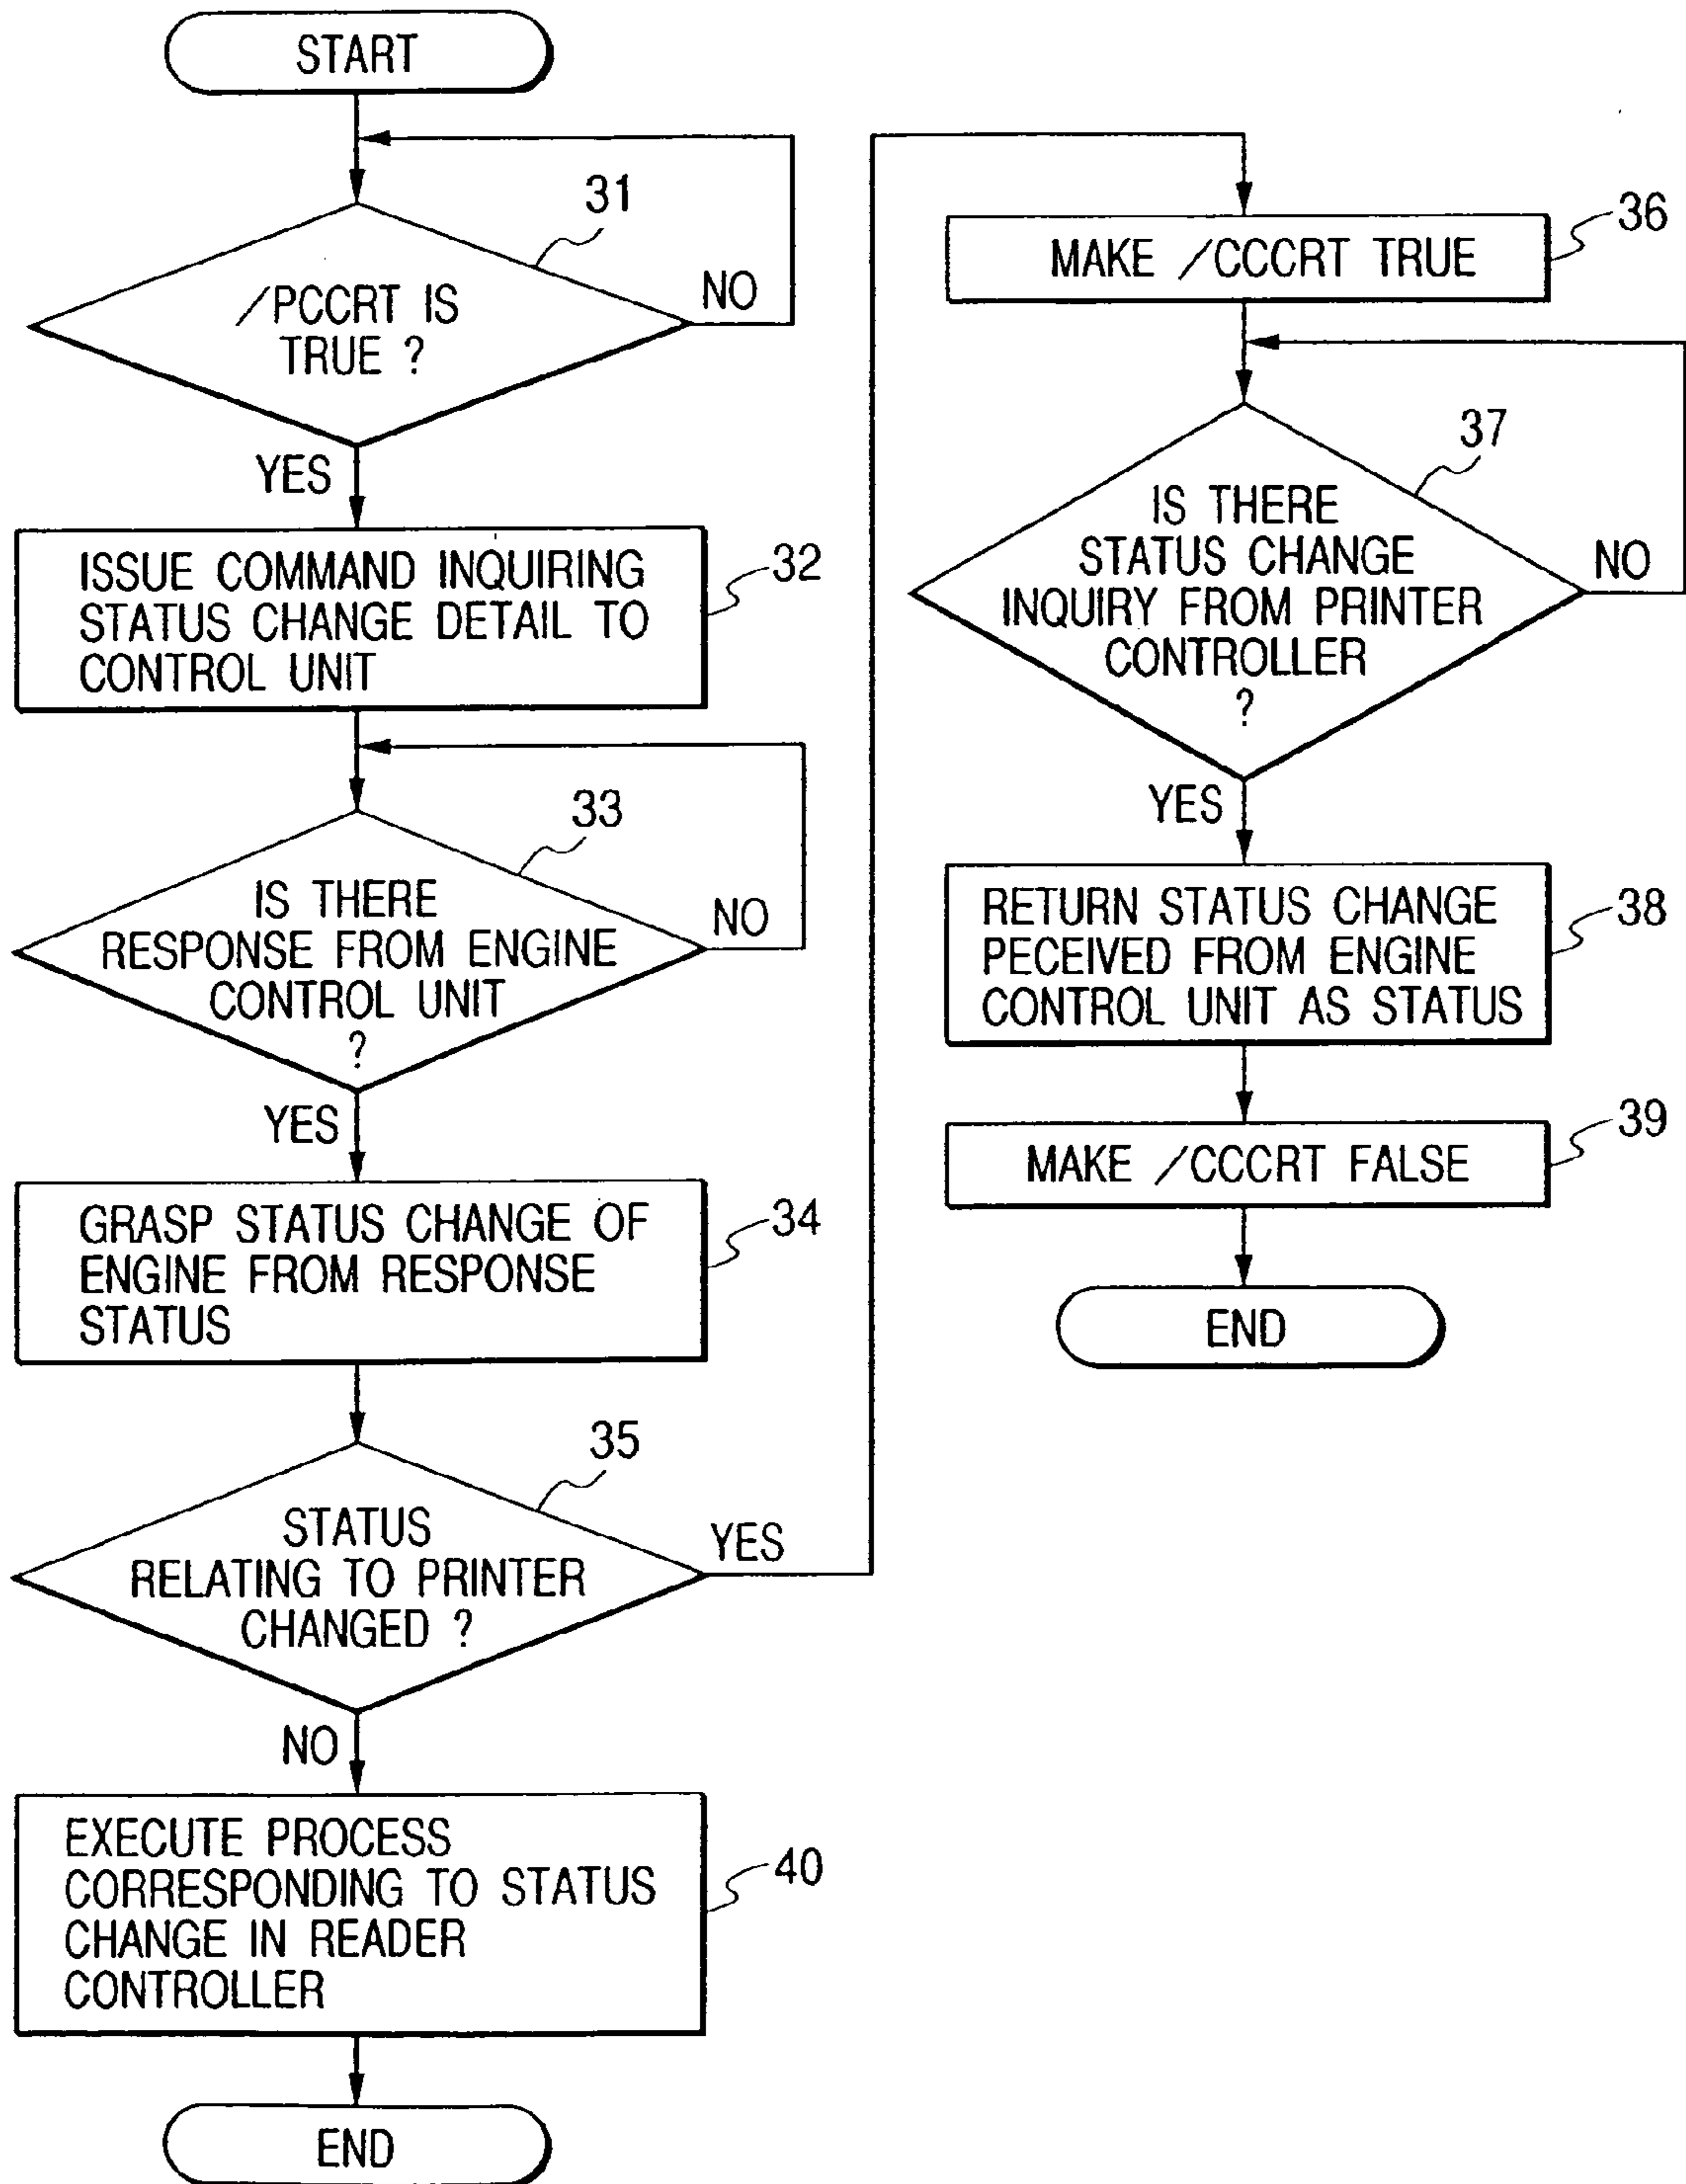 START
31
/PCCRT IS
TRUE ?
NO
YES
ISSUE COMMAND INQUIRING
STATUS CHANGE DETAIL TO
CONTROL UNIT
32
33
IS THERE
RESPONSE FROM ENGINE
CONTROL UNIT
?
NO
YES
GRASP STATUS CHANGE OF
ENGINE FROM RESPONSE
STATUS
34
35
STATUS
RELATING TO PRINTER
CHANGED ?
YES
NO
EXECUTE PROCESS
CORRESPONDING TO STATUS
CHANGE IN READER
CONTROLLER
40
END
MAKE /CCCRT TRUE
36
37
IS THERE
STATUS CHANGE
INQUIRY FROM PRINTER
CONTROLLER
?
NO
YES
RETURN STATUS CHANGE
PECEIVED FROM ENGINE
CONTROL UNIT AS STATUS
38
MAKE /CCCRT FALSE
39
END